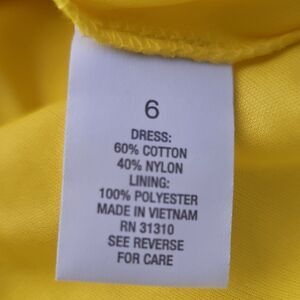 6
DRESS:
60% COTTON
40% NYLON
LINING:
100% POLYESTER
MADE IN VIETNAM
RN 31310
SEE REVERSE
FOR CARE